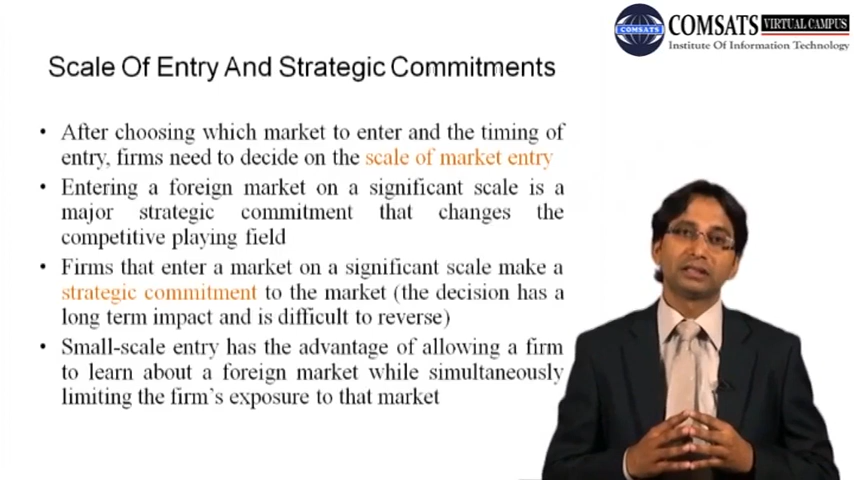 COMSATS
COMSATS VIRTUAL CAMPUS
Institute Of Information Technology
Scale Of Entry And Strategic Commitments
• After choosing which market to enter and the timing of
entry, firms need to decide on the scale of market entry
• Entering a foreign market on a significant scale is a
major strategic commitment that changes the
competitive playing field
• Firms that enter a market on a significant scale make a
strategic commitment to the market (the decision has a
long term impact and is difficult to reverse)
• Small-scale entry has the advantage of allowing a firm
to learn about a foreign market while simultaneously
limiting the firm's exposure to that market